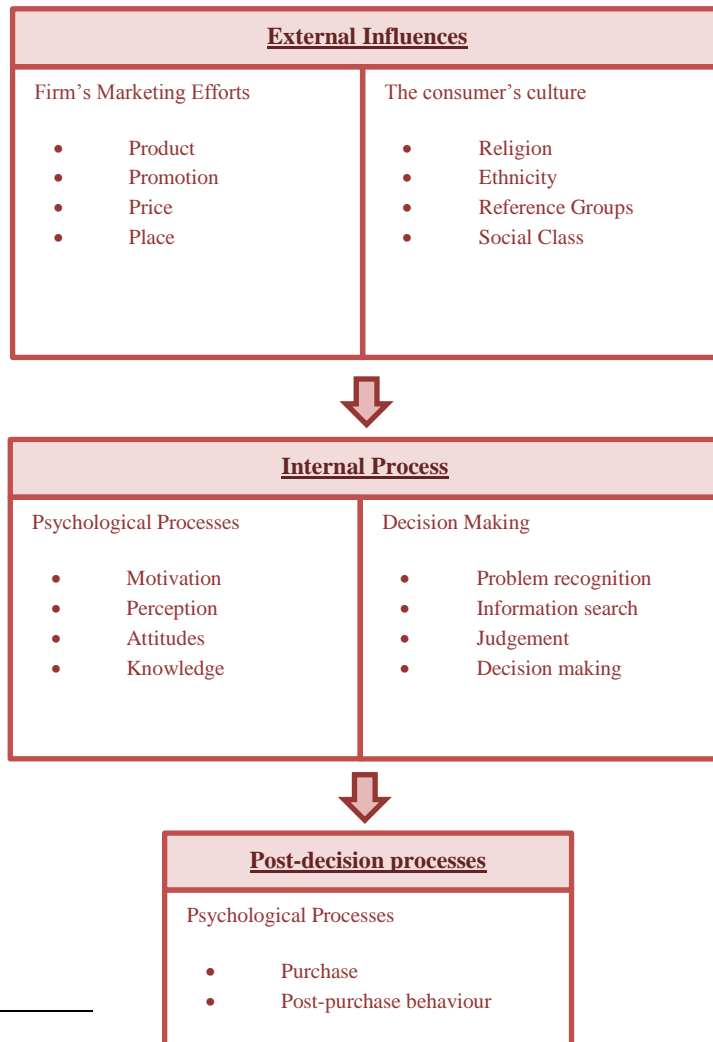 External Influences
Firm’s Marketing Efforts
• Product
• Promotion
• Price
• Place
The consumer’s culture
• Religion
• Ethnicity
• Reference Groups
• Social Class
Internal Process
Psychological Processes
• Motivation
• Perception
• Attitudes
• Knowledge
Decision Making
• Problem recognition
• Information search
• Judgement
• Decision making
Post-decision processes
Psychological Processes
• Purchase
• Post-purchase behaviour